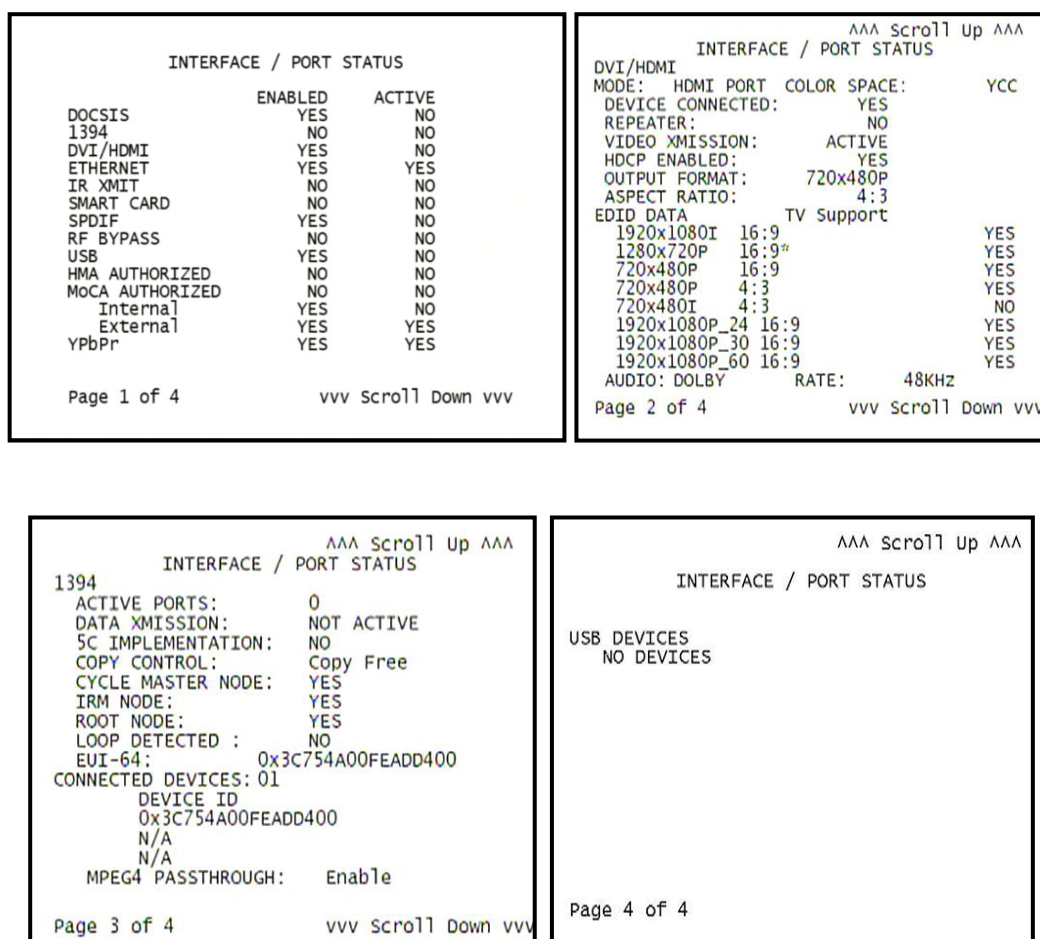 INTERFACE / PORT STATUS
ENABLED ACTIVE
DOCSIS YES NO
1394 NO NO
DVI/HDMI YES NO
ETHERNET YES YES
IR XMIT NO NO
SMART CARD NO NO
SPDIF YES NO
RF BYPASS NO NO
USB YES NO
HMA AUTHORIZED NO NO
MoCA AUTHORIZED NO NO
Internal YES NO
External YES YES
YPbPr YES YES
Page 1 of 4 vvv Scroll Down vvv
^^^ Scroll Up ^^^
INTERFACE / PORT STATUS
DVI/HDMI
MODE: HDMI PORT COLOR SPACE: YCC
DEVICE CONNECTED: YES
REPEATER: NO
VIDEO XMISSION: ACTIVE
HDCP ENABLED: YES
OUTPUT FORMAT: 720x480P
ASPECT RATIO: 4:3
EDID DATA TV Support
1920x1080I 16:9 YES
1280x720P 16:9* YES
720x480P 16:9 YES
720x480P 4:3 YES
720x480I 4:3 NO
1920x1080P_24 16:9 YES
1920x1080P_30 16:9 YES
1920x1080P_60 16:9 YES
AUDIO: DOLBY RATE: 48KHz
Page 2 of 4 vvv Scroll Down vvv
^^^ Scroll Up ^^^
INTERFACE / PORT STATUS
1394
ACTIVE PORTS: 0
DATA XMISSION: NOT ACTIVE
5C IMPLEMENTATION: NO
COPY CONTROL: Copy Free
CYCLE MASTER NODE: YES
IRM NODE: YES
ROOT NODE: YES
LOOP DETECTED : NO
EUI-64: 0x3C754A00FEADD400
CONNECTED DEVICES: 01
DEVICE ID
0x3C754A00FEADD400
N/A
N/A
MPEG4 PASSTHROUGH: Enable
Page 3 of 4 vvv Scroll Down vvv
^^^ Scroll Up ^^^
INTERFACE / PORT STATUS
USB DEVICES
NO DEVICES
Page 4 of 4